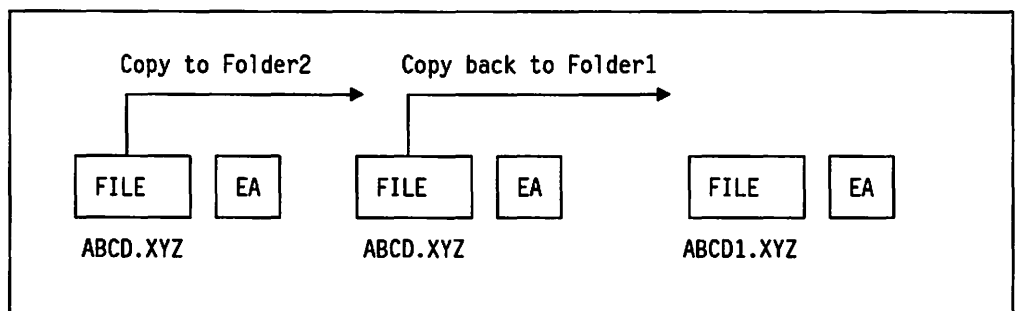 Copy to Folder2 Copy back to Folder1
FILE EA FILE EA FILE EA
ABCD.XYZ ABCD.XYZ ABCD1.XYZ